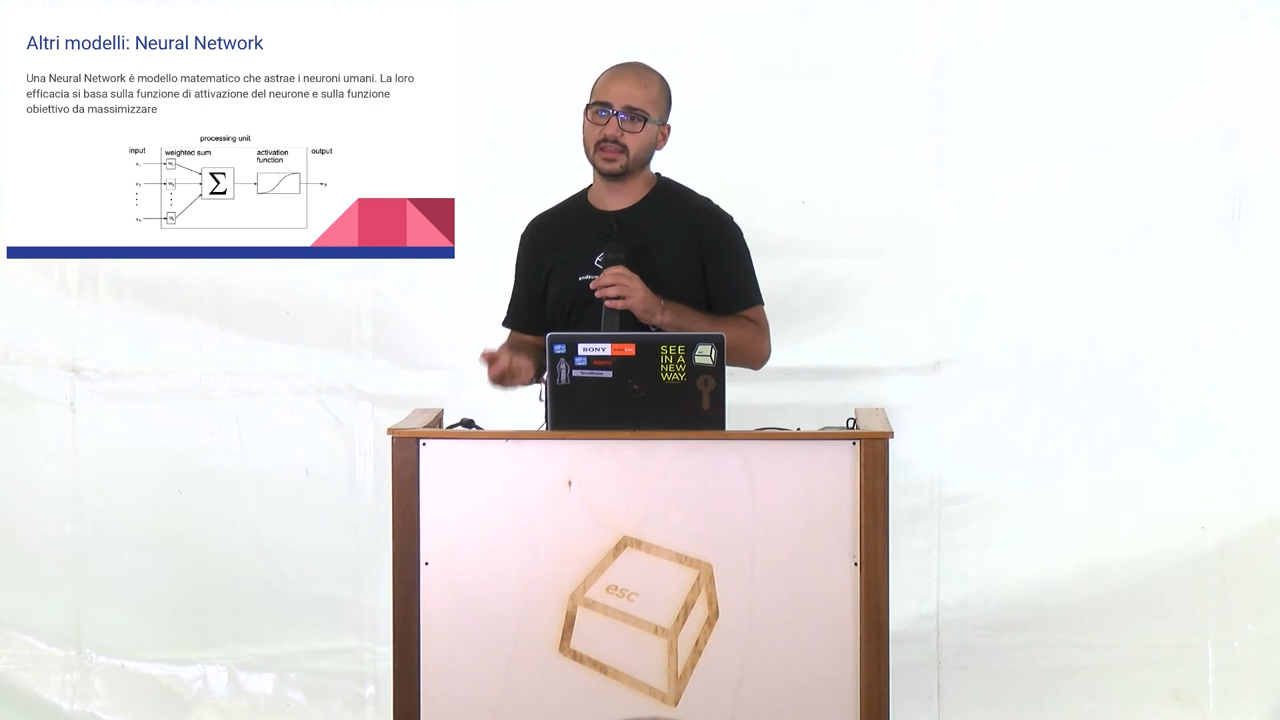 Altri modelli: Neural Network
Una Neural Network è modello matematico che astrae i neuroni umani. La loro
efficacia si basa sulla funzione di attivazione del neurone e sulla funzione
obiettivo da massimizzare
processing unit
input
weighted sum
activation
function
output
Σ
SONY
SEE
IN A
NEW
WAY.
esc